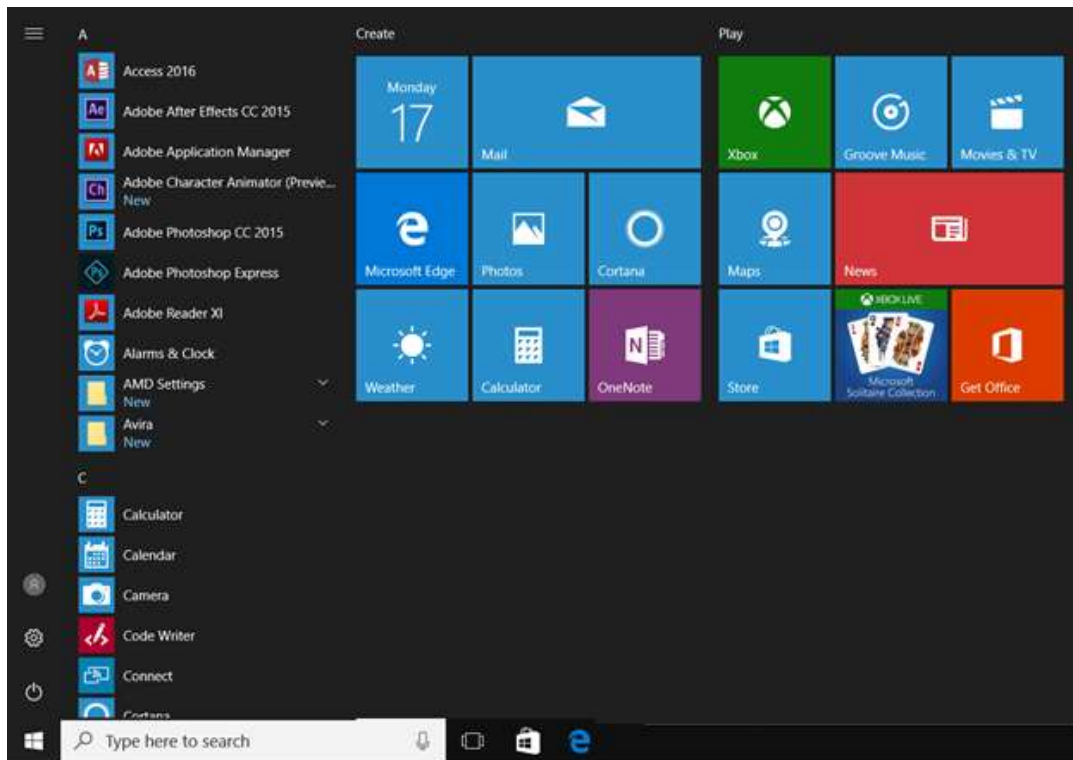 A
Access 2016
Adobe After Effects CC 2015
Adobe Application Manager
Adobe Character Animator (Previe...
New
Adobe Photoshop CC 2015
Adobe Photoshop Express
Adobe Reader XI
Alarms & Clock
AMD Settings
New
Avira
New
C
Calculator
Calendar
Camera
Code Writer
Connect
Cortana
Create
Monday
17
Mail
Microsoft Edge
Photos
Cortana
Weather
Calculator
OneNote
Play
Xbox
Groove Music
Movies & TV
Maps
News
Store
XBOX LIVE
Microsoft
Solitaire Collection
Get Office
Type here to search